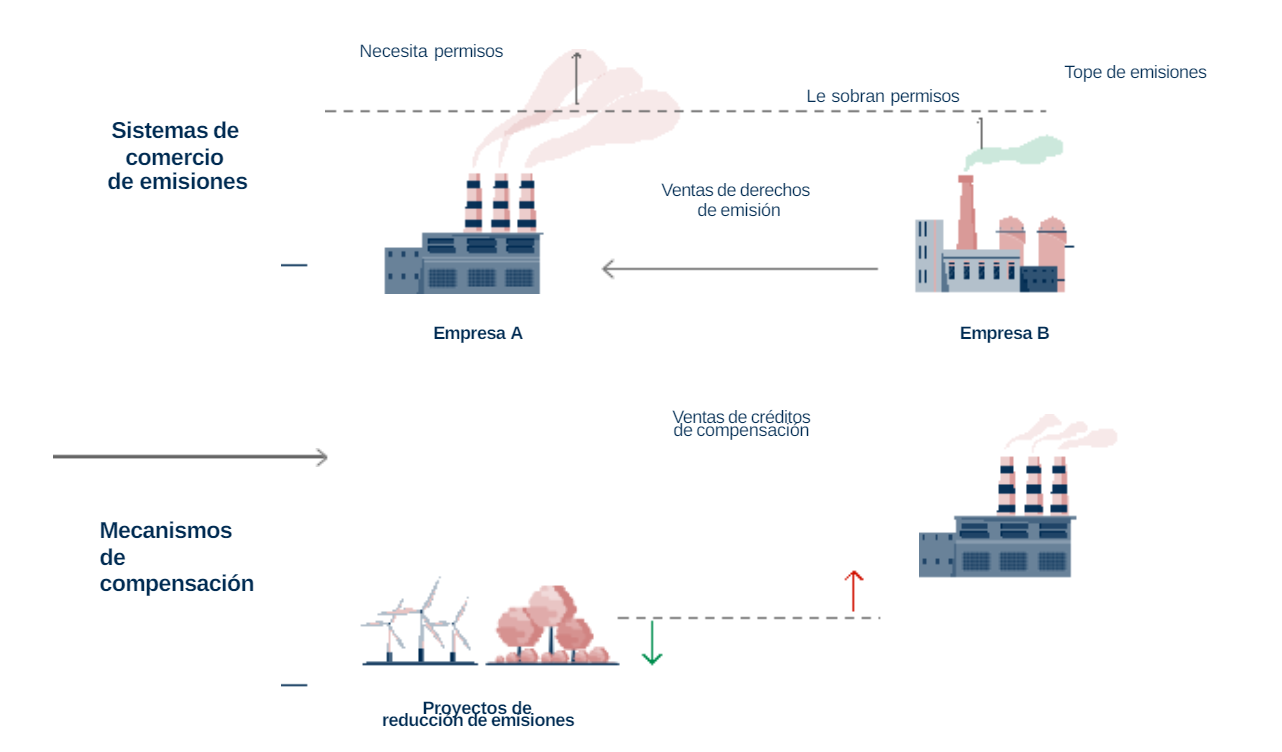 Necesita permisos
Tope de emisiones
Le sobran permisos
Sistemas de
comercio
de emisiones
Ventas de derechos
de emisión
Empresa A
Empresa B
Ventas de créditos
de compensación
Mecanismos
de
compensación
Proyectos de
reducción de emisiones